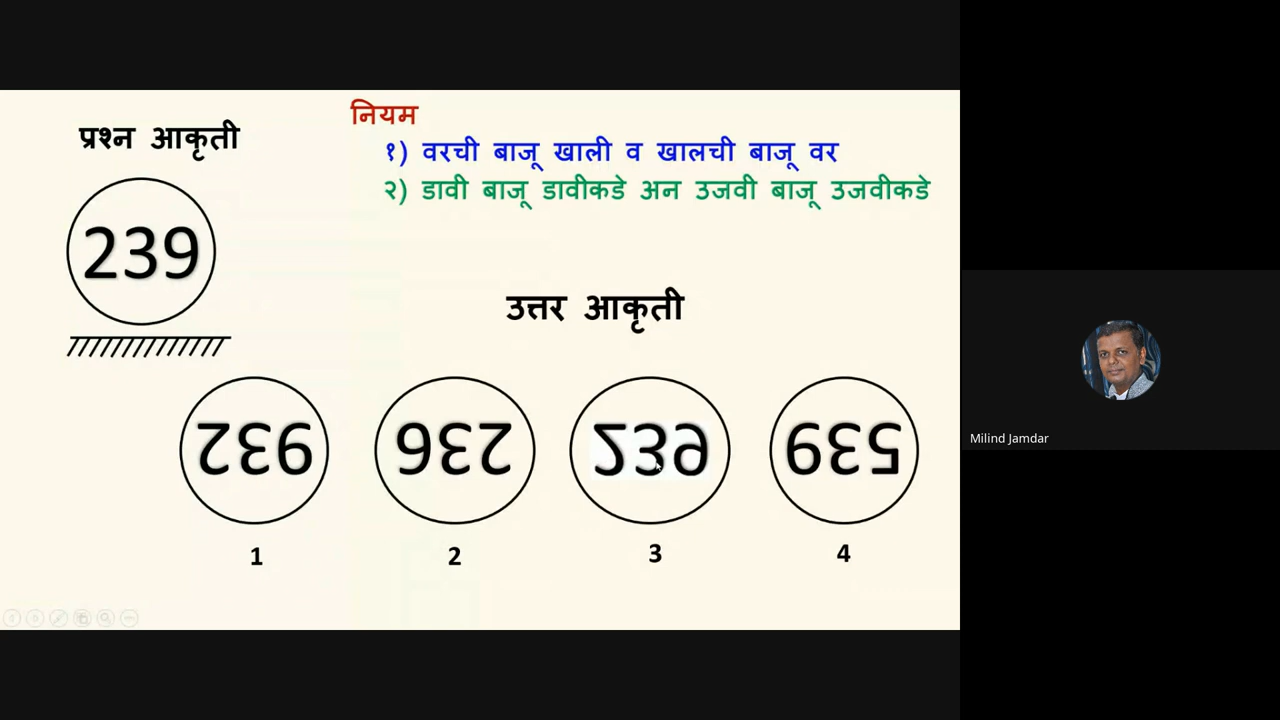 नियम
प्रश्न आकृती
१) वरची बाजू खाली व खालची बाजू वर
२) डावी बाजू डावीकडे अन उजवी बाजू उजवीकडे
239
उत्तर आकृती
1
2
3
4
Milind Jamdar